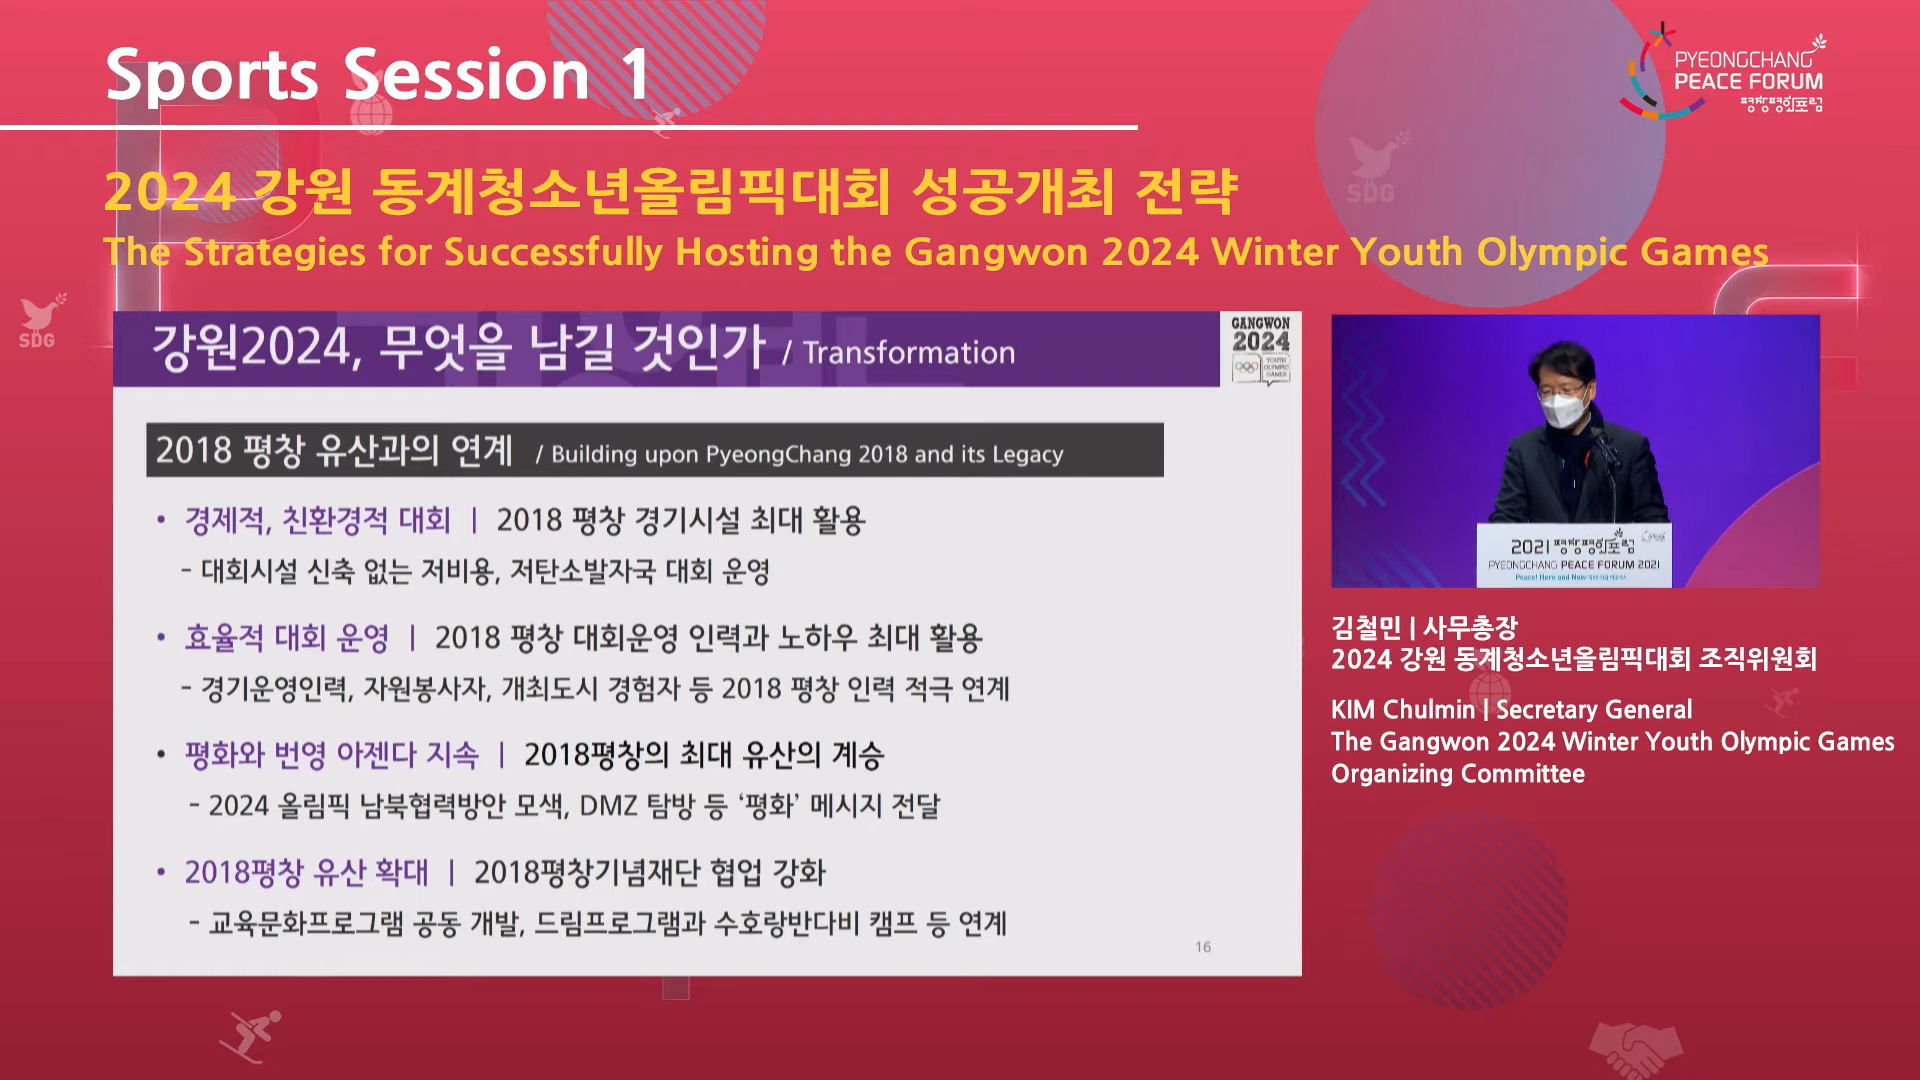 Sports Session 1
PYEONGCHANG
PEACE FORUM
평창평화포럼
2024 강원 동계청소년올림픽대회 성공개최 전략
The Strategies for Successfully Hosting the Gangwon 2024 Winter Youth Olympic Games
SDG
SDG
강원2024, 무엇을 남길 것인가 / Transformation
GANGWON
2024
YOUTH
OLYMPIC
GAMES
2018 평창 유산과의 연계 / Building upon PyeongChang 2018 and its Legacy
• 경제적, 친환경적 대회 | 2018 평창 경기시설 최대 활용
- 대회시설 신축 없는 저비용, 저탄소발자국 대회 운영
• 효율적 대회 운영 | 2018 평창 대회운영 인력과 노하우 최대 활용
- 경기운영인력, 자원봉사자, 개최도시 경험자 등 2018 평창 인력 적극 연계
• 평화와 번영 아젠다 지속 | 2018평창의 최대 유산의 계승
- 2024 올림픽 남북협력방안 모색, DMZ 탐방 등 ‘평화’ 메시지 전달
• 2018평창 유산 확대 | 2018평창기념재단 협업 강화
- 교육문화프로그램 공동 개발, 드림프로그램과 수호랑반다비 캠프 등 연계
16
2021 평창평화포럼
PYEONGCHANG PEACE FORUM 2021
Peace! Here and Now
김철민 | 사무총장
2024 강원 동계청소년올림픽대회 조직위원회
KIM Chulmin | Secretary General
The Gangwon 2024 Winter Youth Olympic Games
Organizing Committee